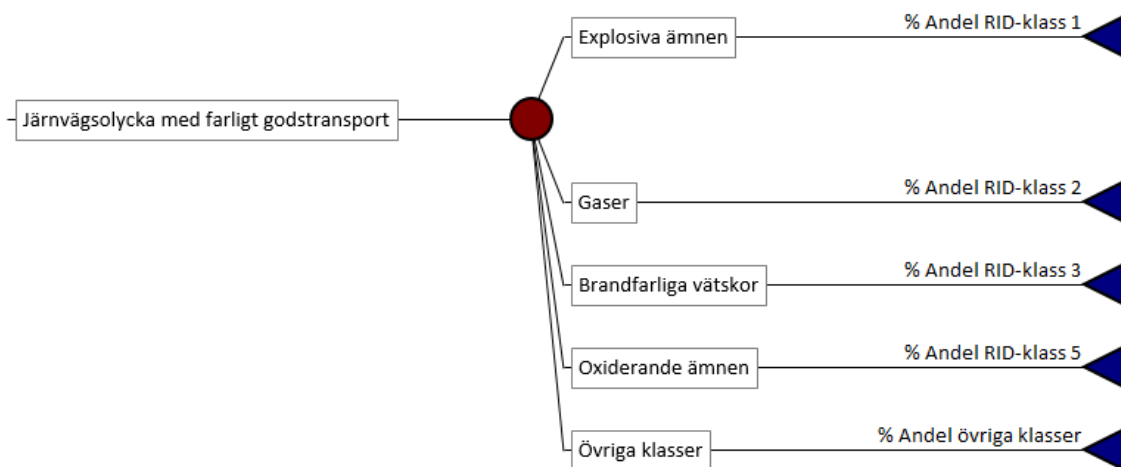 Explosiva ämnen
% Andel RID-klass 1
Järnvägsolycka med farligt godstransport
Gaser
% Andel RID-klass 2
Brandfarliga vätskor
% Andel RID-klass 3
Oxiderande ämnen
% Andel RID-klass 5
Övriga klasser
% Andel övriga klasser